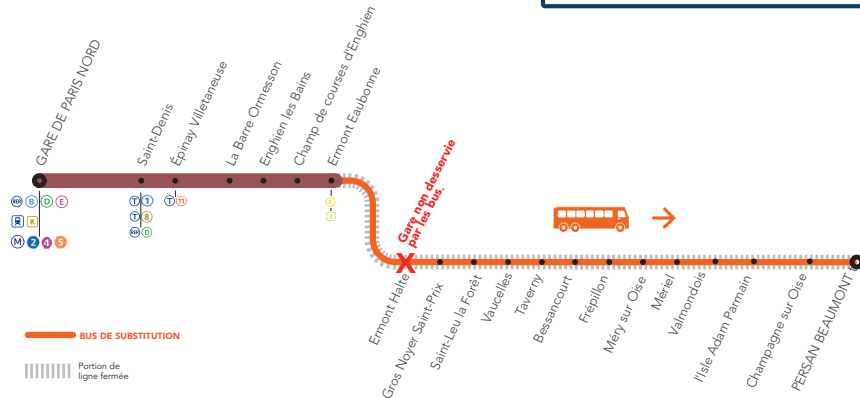 GARE DE PARIS NORD
Saint-Denis
Épinay Villetaneuse
La Barre Ormesson
Enghien les Bains
Champ de courses d'Enghien
Ermont Eaubonne
RER B D E
K
M 2 4 5
T 1
T 8
RER D
T 11
C
J
Gare non desservie
par les bus.
Ermont Halte
Gros Noyer Saint-Prix
Saint-Leu la Forêt
Vaucelles
Taverny
Bessancourt
Frépillon
Méry sur Oise
Mériel
Valmondois
l'Isle Adam Parmain
Champagne sur Oise
PERSAN BEAUMONT
BUS DE SUBSTITUTION
Portion de
ligne fermée